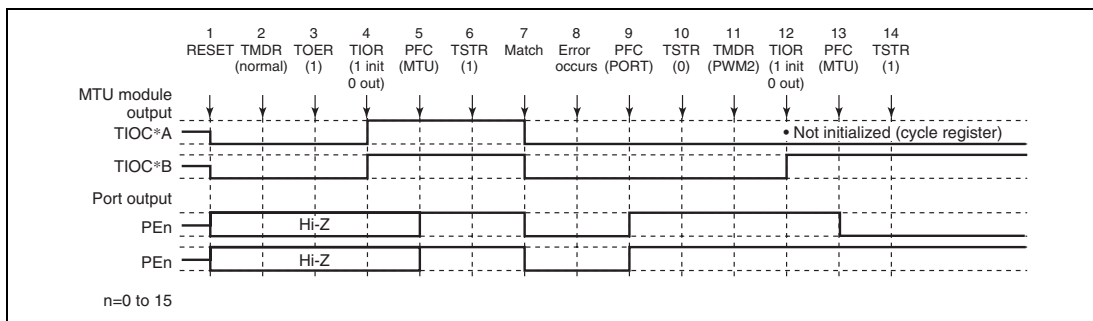 1 2 3 4 5 6 7 8 9 10 11 12 13 14
RESET TMDR TOER TIOR PFC TSTR Match Error PFC TSTR TMDR TIOR PFC TSTR
(normal) (1) (1 init (MTU) (1) occurs (PORT) (0) (PWM2) (1 init (MTU) (1)
0 out) 0 out)
MTU module
output
TIOC*A
• Not initialized (cycle register)
TIOC*B
Port output
PEn
Hi-Z
PEn
Hi-Z
n=0 to 15